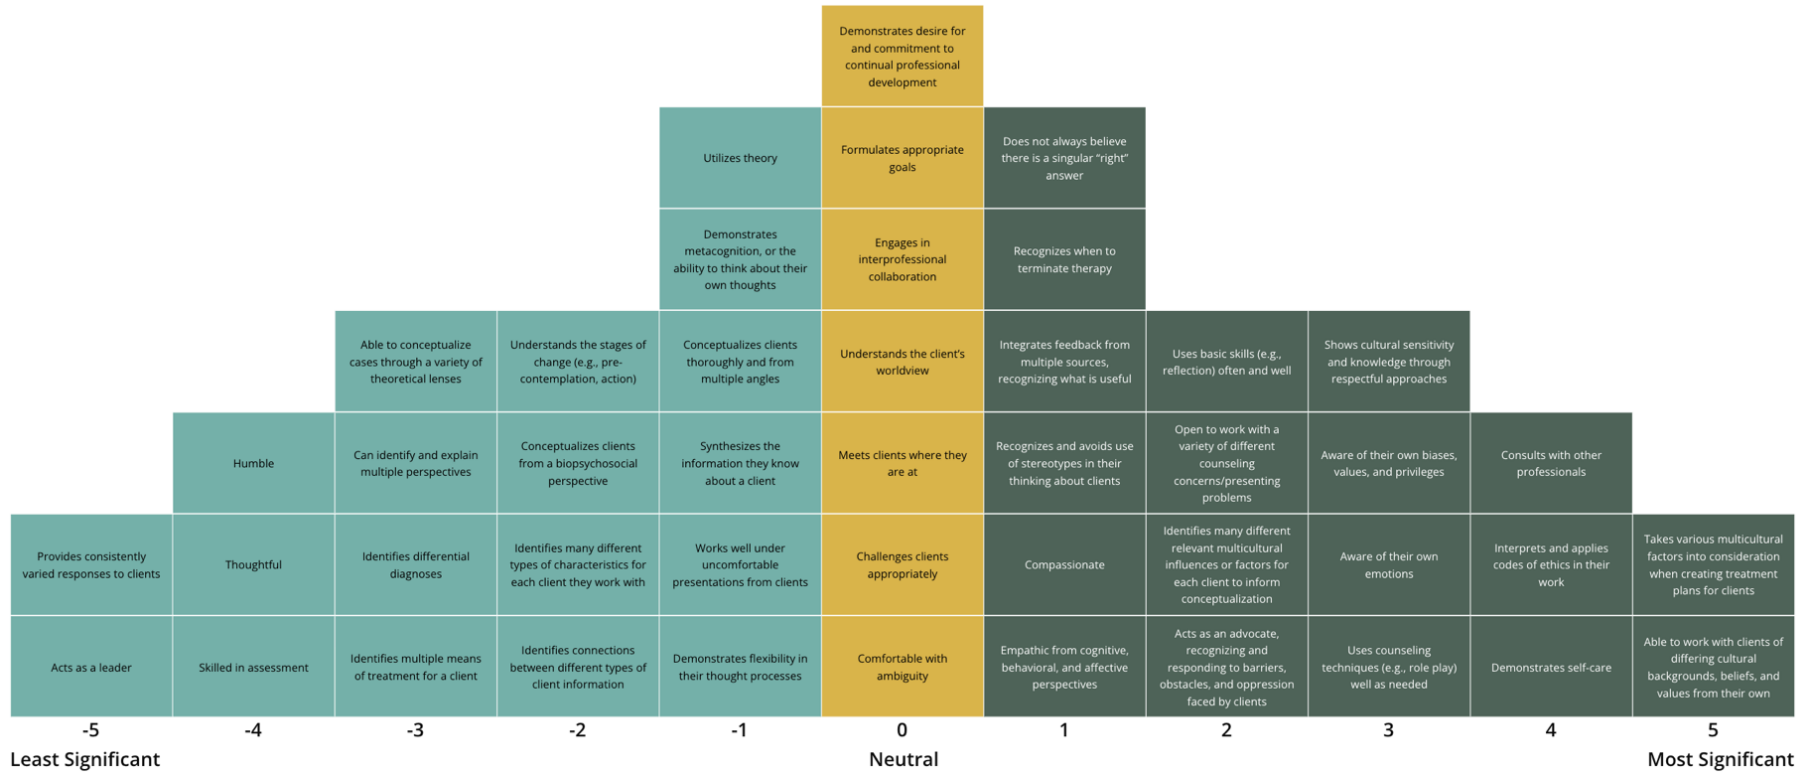 Demonstrates desire for
and commitment to
continual professional
development
Utilizes theory
Formulates appropriate
goals
Does not always believe
there is a singular “right”
answer
Demonstrates
metacognition, or the
ability to think about their
own thoughts
Engages in
interprofessional
collaboration
Recognizes when to
terminate therapy
Able to conceptualize
cases through a variety of
theoretical lenses
Understands the stages of
change (e.g., pre-
contemplation, action)
Conceptualizes clients
thoroughly and from
multiple angles
Understands the client’s
worldview
Integrates feedback from
multiple sources,
recognizing what is useful
Uses basic skills (e.g.,
reflection) often and well
Shows cultural sensitivity
and knowledge through
respectful approaches
Humble
Can identify and explain
multiple perspectives
Conceptualizes clients
from a biopsychosocial
perspective
Synthesizes the
information they know
about a client
Meets clients where they
are at
Recognizes and avoids use
of stereotypes in their
thinking about clients
Open to work with a
variety of different
counseling
concerns/presenting
problems
Aware of their own biases,
values, and privileges
Consults with other
professionals
Provides consistently
varied responses to clients
Thoughtful
Identifies differential
diagnoses
Identifies many different
types of characteristics for
each client they work with
Works well under
uncomfortable
presentations from clients
Challenges clients
appropriately
Compassionate
Identifies many different
relevant multicultural
influences or factors for
each client to inform
conceptualization
Aware of their own
emotions
Interprets and applies
codes of ethics in their
work
Takes various multicultural
factors into consideration
when creating treatment
plans for clients
Acts as a leader
Skilled in assessment
Identifies multiple means
of treatment for a client
Identifies connections
between different types of
client information
Demonstrates flexibility in
their thought processes
Comfortable with
ambiguity
Empathic from cognitive,
behavioral, and affective
perspectives
Acts as an advocate,
recognizing and
responding to barriers,
obstacles, and oppression
faced by clients
Uses counseling
techniques (e.g., role play)
well as needed
Demonstrates self-care
Able to work with clients of
differing cultural
backgrounds, beliefs, and
values from their own
-5 -4 -3 -2 -1 0 1 2 3 4 5
Least Significant Neutral Most Significant